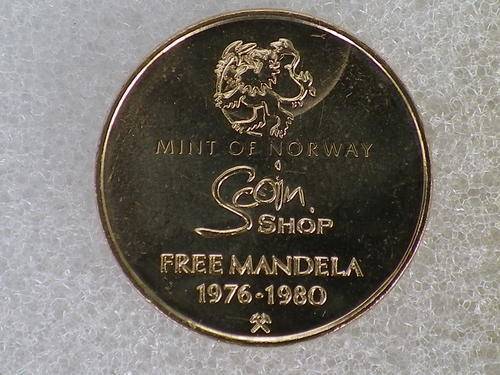 MINT OF NORWAY
Scoin
SHOP
FREE MANDELA
1976·1980